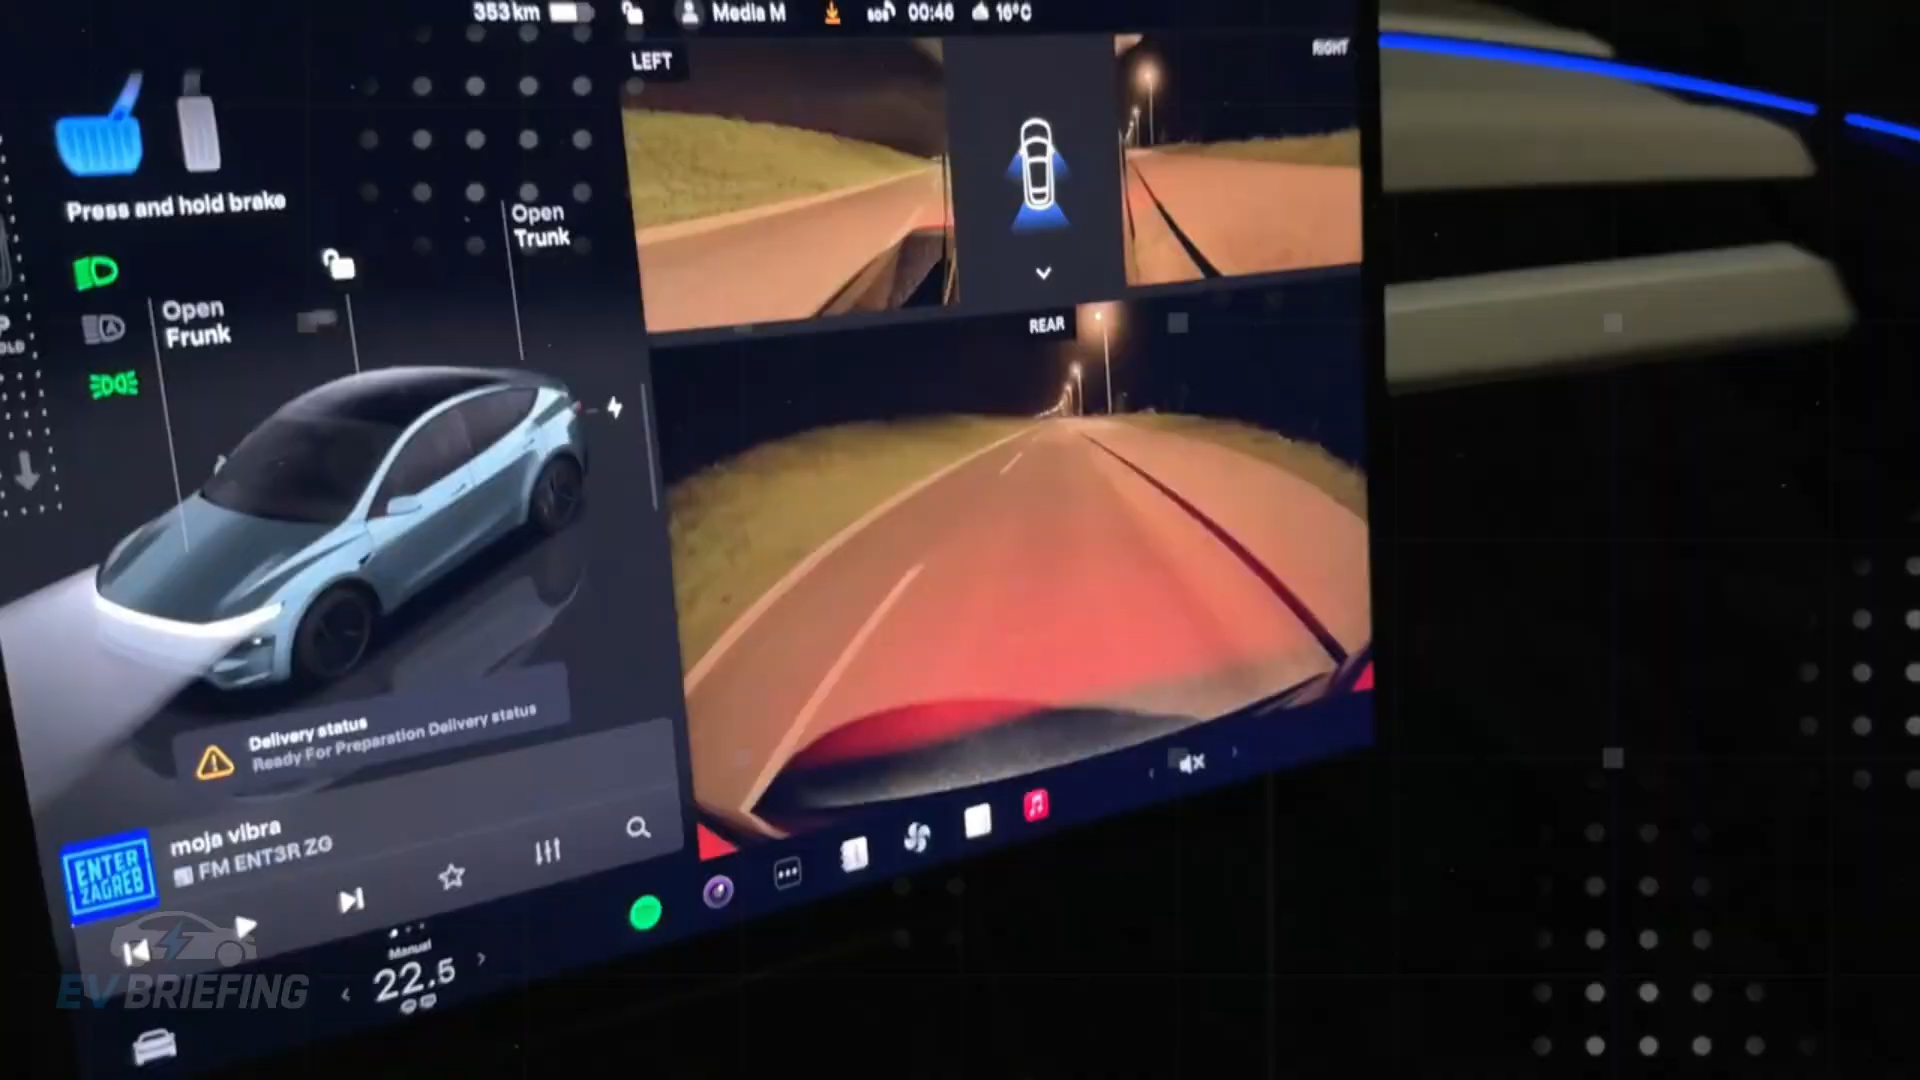 353 km
Media M
SOS
00:46
16°C
LEFT
RIGHT
Press and hold brake
Open
Trunk
Open
Frunk
REAR
Delivery status
Ready For Preparation Delivery status
moja vibra
FM ENT3R ZG
ENTER
ZAGREB
Manual
22.5
EV BRIEFING